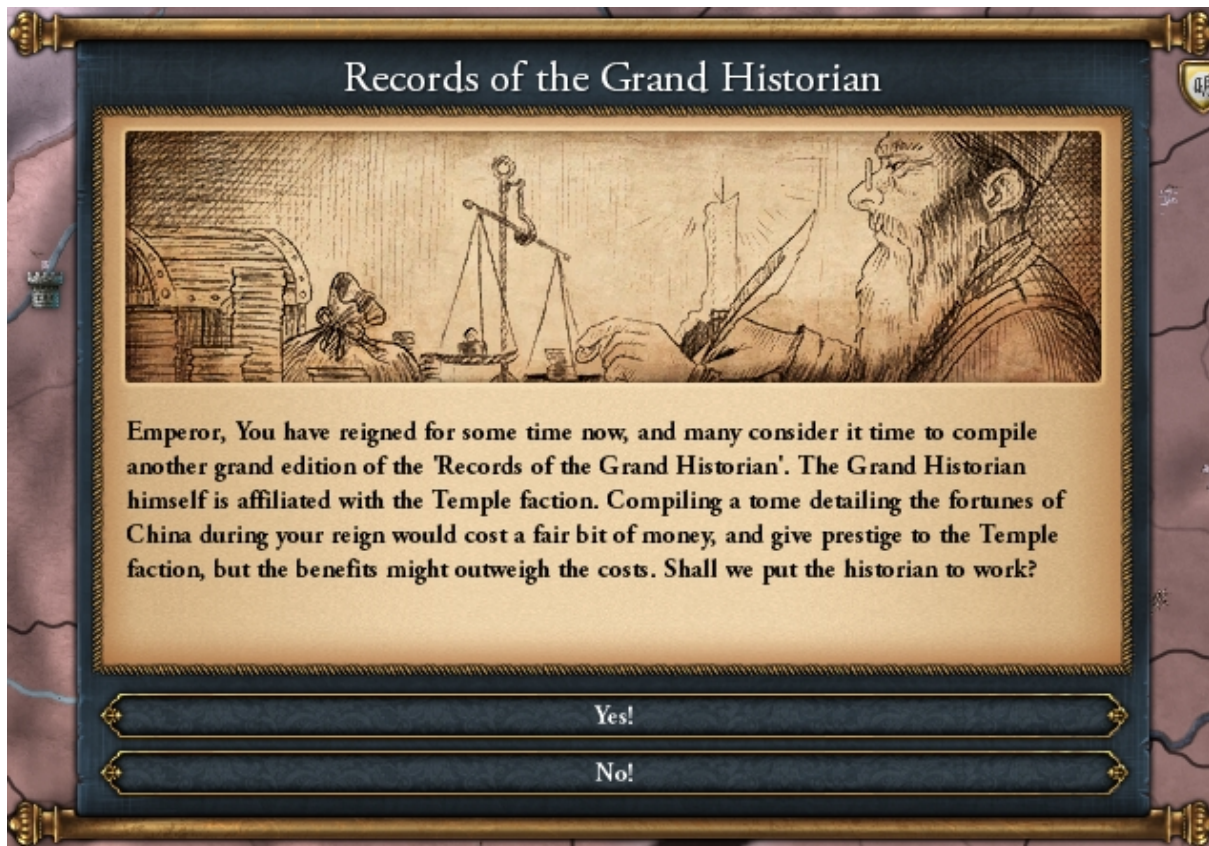 Records of the Grand Historian
Emperor, You have reigned for some time now, and many consider it time to compile
another grand edition of the 'Records of the Grand Historian'. The Grand Historian
himself is affiliated with the Temple faction. Compiling a tome detailing the fortunes of
China during your reign would cost a fair bit of money, and give prestige to the Temple
faction, but the benefits might outweigh the costs. Shall we put the historian to work?
Yes!
No!